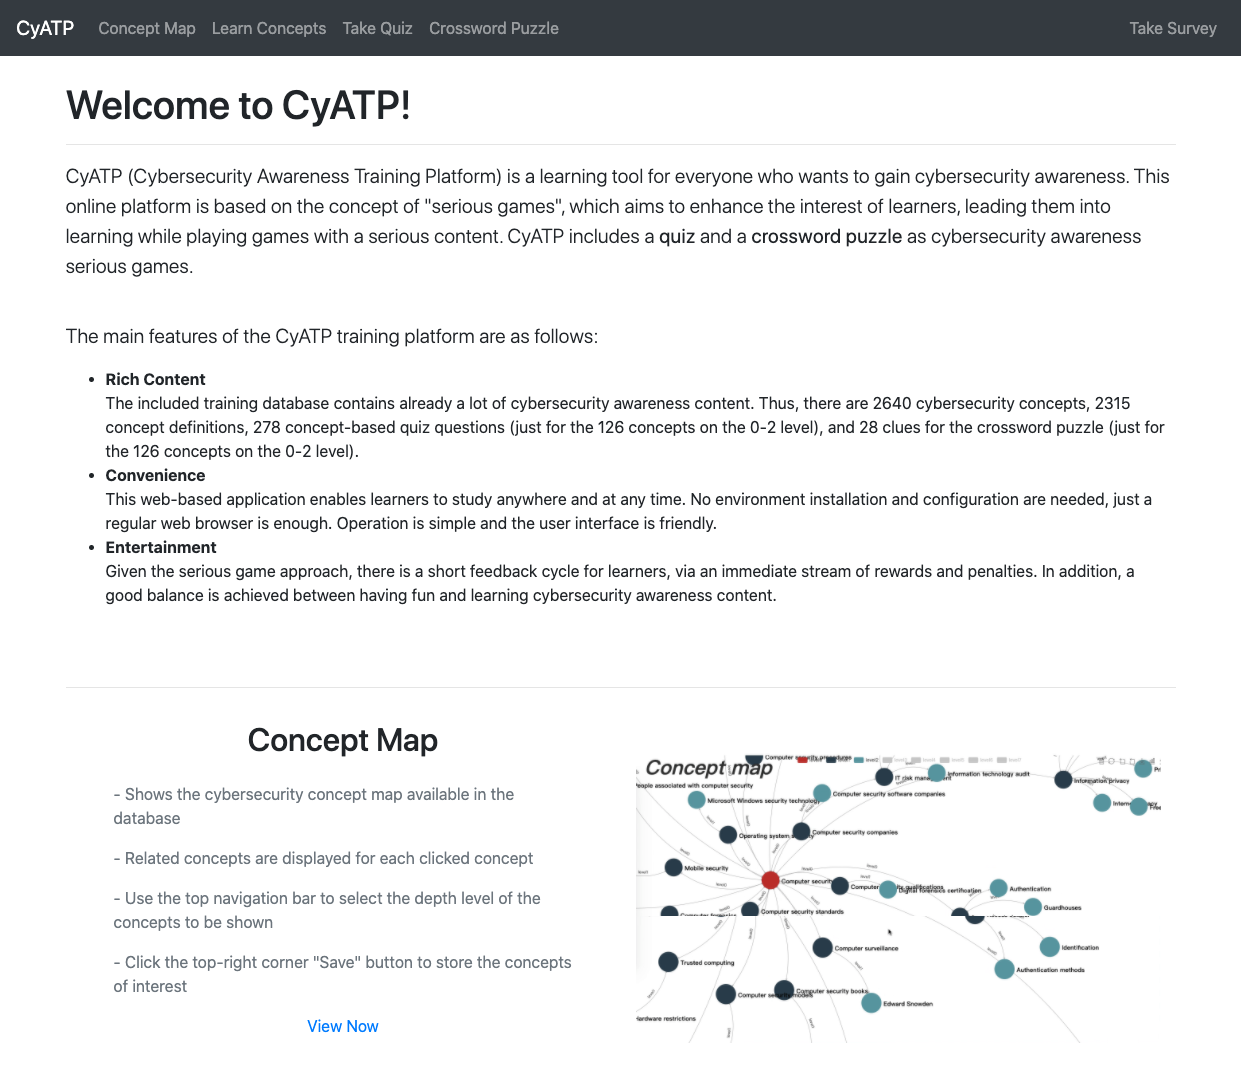 CyATP Concept Map Learn Concepts Take Quiz Crossword Puzzle Take Survey
Welcome to CyATP!
CyATP (Cybersecurity Awareness Training Platform) is a learning tool for everyone who wants to gain cybersecurity awareness. This
online platform is based on the concept of "serious games", which aims to enhance the interest of learners, leading them into
learning while playing games with a serious content. CyATP includes a quiz and a crossword puzzle as cybersecurity awareness
serious games.
The main features of the CyATP training platform are as follows:
• Rich Content
The included training database contains already a lot of cybersecurity awareness content. Thus, there are 2640 cybersecurity concepts, 2315
concept definitions, 278 concept-based quiz questions (just for the 126 concepts on the 0-2 level), and 28 clues for the crossword puzzle (just for
the 126 concepts on the 0-2 level).
• Convenience
This web-based application enables learners to study anywhere and at any time. No environment installation and configuration are needed, just a
regular web browser is enough. Operation is simple and the user interface is friendly.
• Entertainment
Given the serious game approach, there is a short feedback cycle for learners, via an immediate stream of rewards and penalties. In addition, a
good balance is achieved between having fun and learning cybersecurity awareness content.
Concept Map
- Shows the cybersecurity concept map available in the
database
- Related concepts are displayed for each clicked concept
- Use the top navigation bar to select the depth level of the
concepts to be shown
- Click the top-right corner "Save" button to store the concepts
of interest
View Now
Computer security procedures
Concept map
People associated with computer security
IT risk management
Information technology audit
Information privacy
Microsoft Windows security technology
Computer security software companies
Operating system security
Computer security companies
Mobile security
Computer security
Digital forensics certification
Authentication
Computer forensics
Computer security standards
Guardhouses
Computer surveillance
Identification
Trusted computing
Authentication methods
Computer security models
Computer security books
Edward Snowden
Hardware restrictions